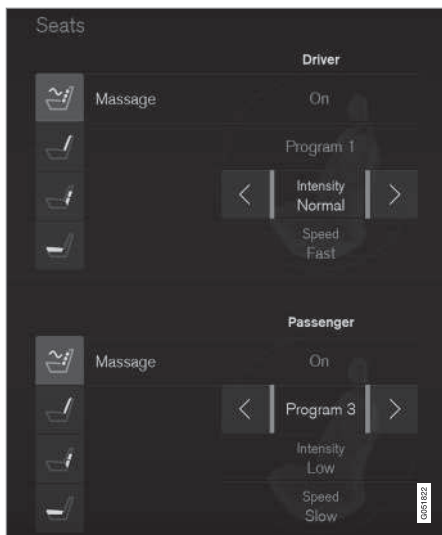 Seats
Driver
Massage On
Program 1
Intensity
Normal
Speed
Fast
Passenger
Massage On
Program 3
Intensity
Low
Speed
Slow
G051822